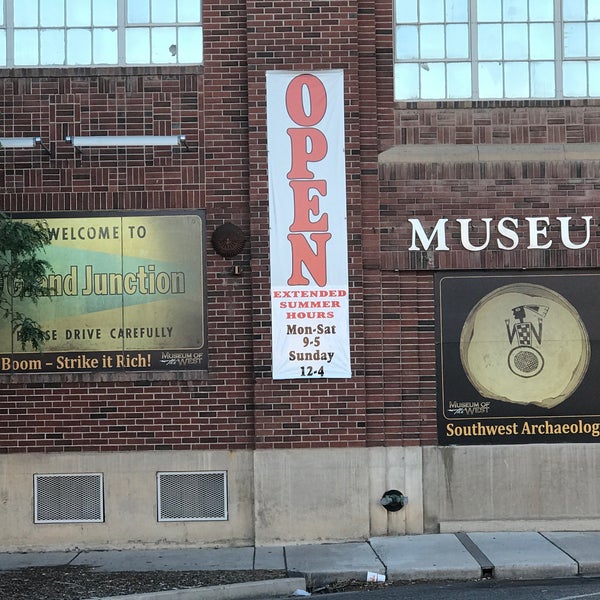 WELCOME TO
Grand Junction
DRIVE CAREFULLY
Boom – Strike it Rich!
MUSEUM OF
the WEST
OPEN
EXTENDED
SUMMER
HOURS
Mon-Sat
9-5
Sunday
12-4
MUSEU
MUSEUM OF
the WEST
Southwest Archaeolog